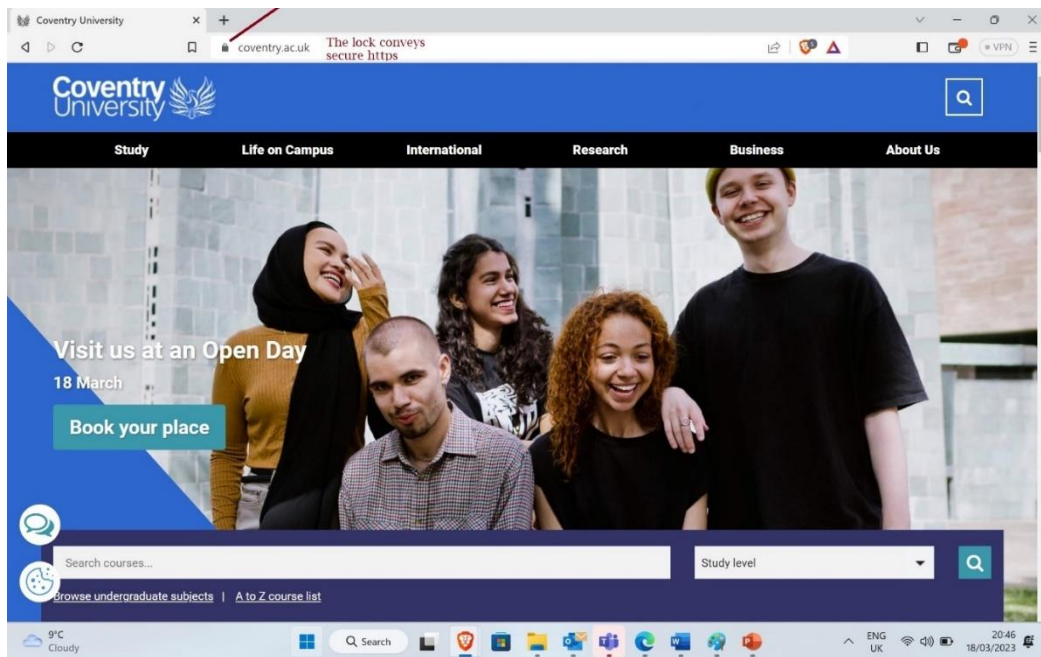 Coventry University
coventry.ac.uk
The lock conveys
secure https
VPN
Coventry
University
Study Life on Campus International Research Business About Us
Visit us at an Open Day
18 March
Book your place
Search courses... Study level
Browse undergraduate subjects | A to Z course list
9°C
Cloudy
Search
ENG
UK
20:46
18/03/2023